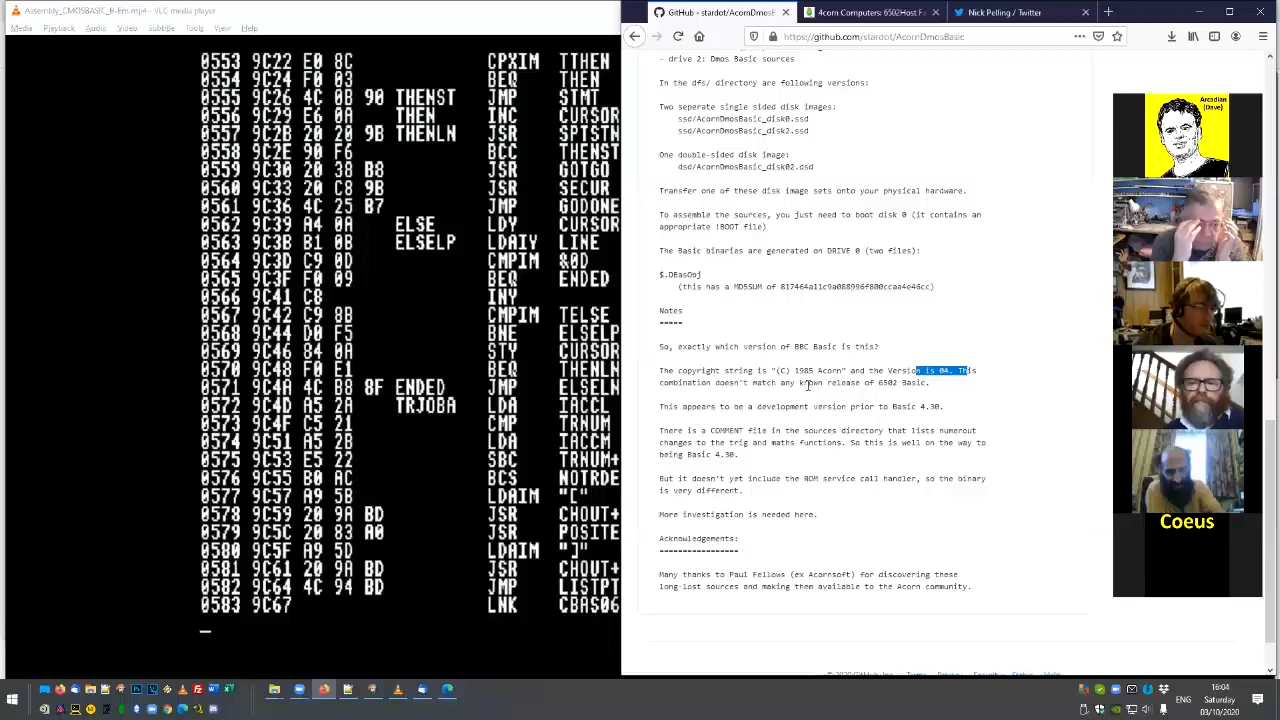 Assembly_CMOSBASIC_B-Em.mp4-- VLC media player
Media Playback Audio Video Subtitle Tools View Help
0553 9C22 E0 8C CPXIM TTHEN
0554 9C24 F0 03 BEQ THEN
0555 9C26 4C 0B 90 THENST JMP STMT
0556 9C29 E6 0A THEN INC CURSOR
0557 9C2B 20 20 9B THENLN JSR SPTSTN
0558 9C2E 90 F6 BCC THENST
0559 9C30 20 38 B8 JSR GOTGO
0560 9C33 20 C8 9B JSR SECUR
0561 9C36 4C 25 B7 JMP GODONE
0562 9C39 A4 0A ELSE LDY CURSOR
0563 9C3B B1 0B ELSELP LDAIY LINE
0564 9C3D C9 0D CMPIM &0D
0565 9C3F F0 09 BEQ ENDED
0566 9C41 C8 INY
0567 9C42 C9 8B CMPIM TELSE
0568 9C44 D0 F5 BNE ELSELP
0569 9C46 84 0A STY CURSOR
0570 9C48 F0 E1 BEQ THENLN
0571 9C4A 4C B8 8F ENDED JMP ELSELN
0572 9C4D A5 2A TRJOBA LDA IACCL
0573 9C4F C5 21 CMP TRNUM
0574 9C51 A5 2B LDA IACCM
0575 9C53 E5 22 SBC TRNUM+
0576 9C55 B0 AC BCS NOTRDE
0577 9C57 A9 5B LDAIM "["
0578 9C59 20 9A BD JSR CHOUT+
0579 9C5C 20 83 A0 JSR POSITE
0580 9C5F A9 5D LDAIM "]"
0581 9C61 20 9A BD JSR CHOUT+
0582 9C64 4C 94 BD JMP LISTPT
0583 9C67 LNK CBAS06
GitHub - stardot/AcornDmosB
4corn Computers: 6502Host Fa
Nick Pelling / Twitter
https://github.com/stardot/AcornDmosBasic
- drive 2: Dmos Basic sources
In the dfs/ directory are following versions:
Two seperate single sided disk images:
ssd/AcornDmosBasic_disk0.ssd
ssd/AcornDmosBasic_disk2.ssd
One double-sided disk image:
dsd/AcornDmosBasic_disk02.dsd
Transfer one of these disk image sets onto your physical hardware.
To assemble the sources, you just need to boot disk 0 (it contains an
appropriate !BOOT file)
The Basic binaries are generated on DRIVE 0 (two files):
$.DBasObj
(this has a MD5SUM of 817464a11c9a088996f800ccaa4e46cc)
Notes
-----
So, exactly which version of BBC Basic is this?
The copyright string is "(C) 1985 Acorn" and the Version is 04. This
combination doesn't match any known release of 6502 Basic.
This appears to be a development version prior to Basic 4.30.
There is a COMMENT file in the sources directory that lists numerout
changes to the trig and maths functions. So this is well on the way to
being Basic 4.30.
But it doesn't yet include the ROM service call handler, so the binary
is very different.
More investigation is needed here.
Acknowledgements:
-----------------
Many thanks to Paul Fellows (ex Acornsoft) for discovering these
long-lost sources and making them available to the Acorn community.
Arcadian
(Dave)
Coeus
16:04
ENG Saturday
03/10/2020